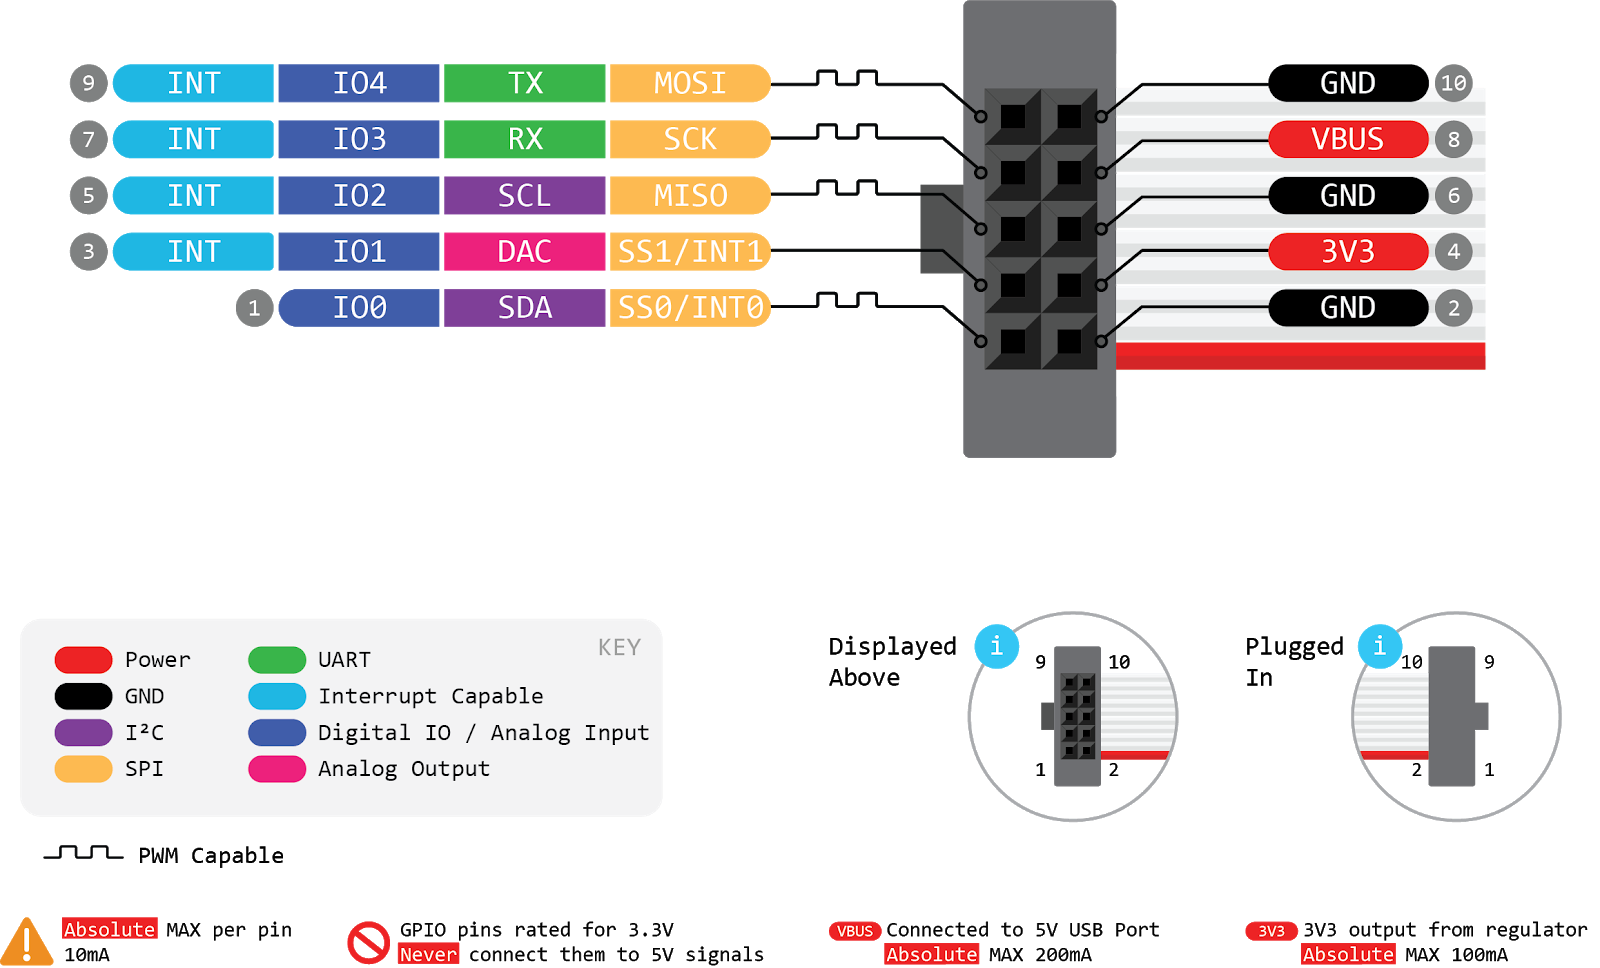 9 INT IO4 TX MOSI GND 10
7 INT IO3 RX SCK VBUS 8
5 INT IO2 SCL MISO GND 6
3 INT IO1 DAC SS1/INT1 3V3 4
1 IO0 SDA SS0/INT0 GND 2
KEY
Power UART
GND Interrupt Capable
I²C Digital IO / Analog Input
SPI Analog Output
PWM Capable
Displayed
Above
i
9 10
1 2
Plugged
In
i
10 9
2 1
Absolute MAX per pin
10mA
GPIO pins rated for 3.3V
Never connect them to 5V signals
VBUS Connected to 5V USB Port
Absolute MAX 200mA
3V3 3V3 output from regulator
Absolute MAX 100mA